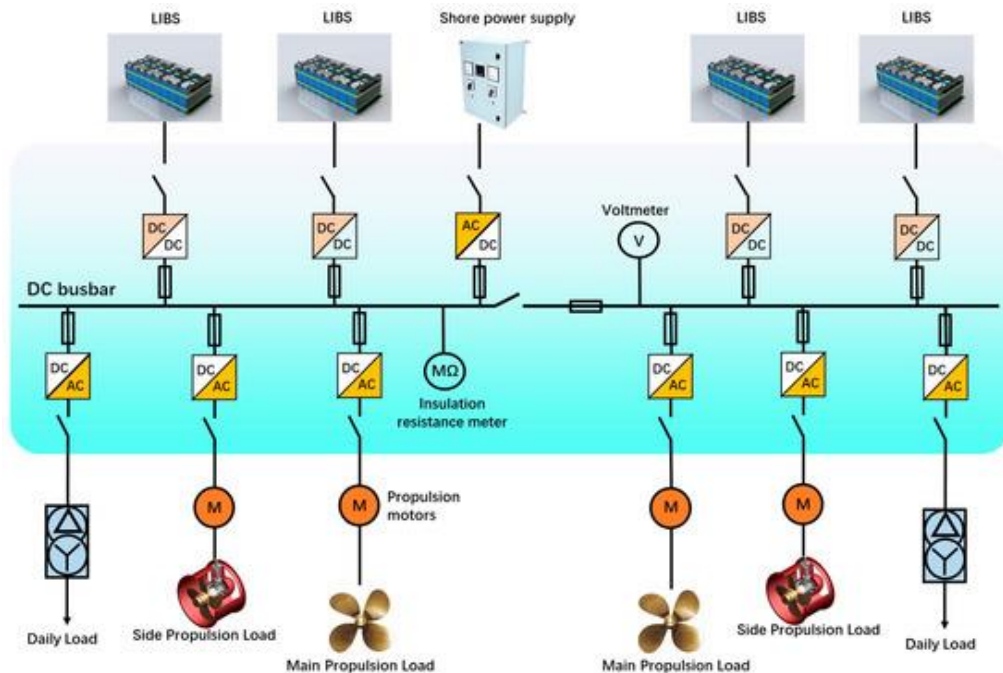 LIBS
LIBS
Shore power supply
LIBS
LIBS
DC
DC
DC
DC
AC
DC
Voltmeter
V
DC
DC
DC
DC
DC busbar
DC
AC
DC
AC
DC
AC
MΩ
Insulation
resistance meter
DC
AC
DC
AC
DC
AC
M
M
Propulsion
motors
M
M
Daily Load
Side Propulsion Load
Main Propulsion Load
Main Propulsion Load
Side Propulsion Load
Daily Load